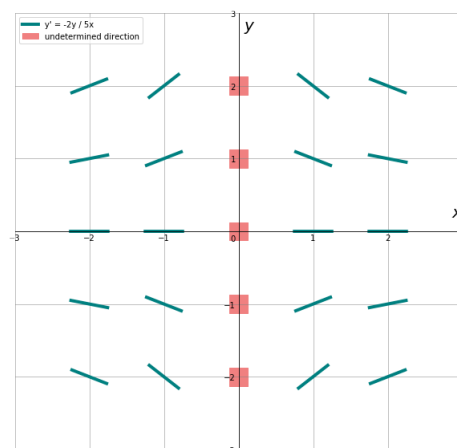 y' = -2y / 5x
undetermined direction
3
y
2
1
x
−3
−2
−1
0
1
2
−1
−2